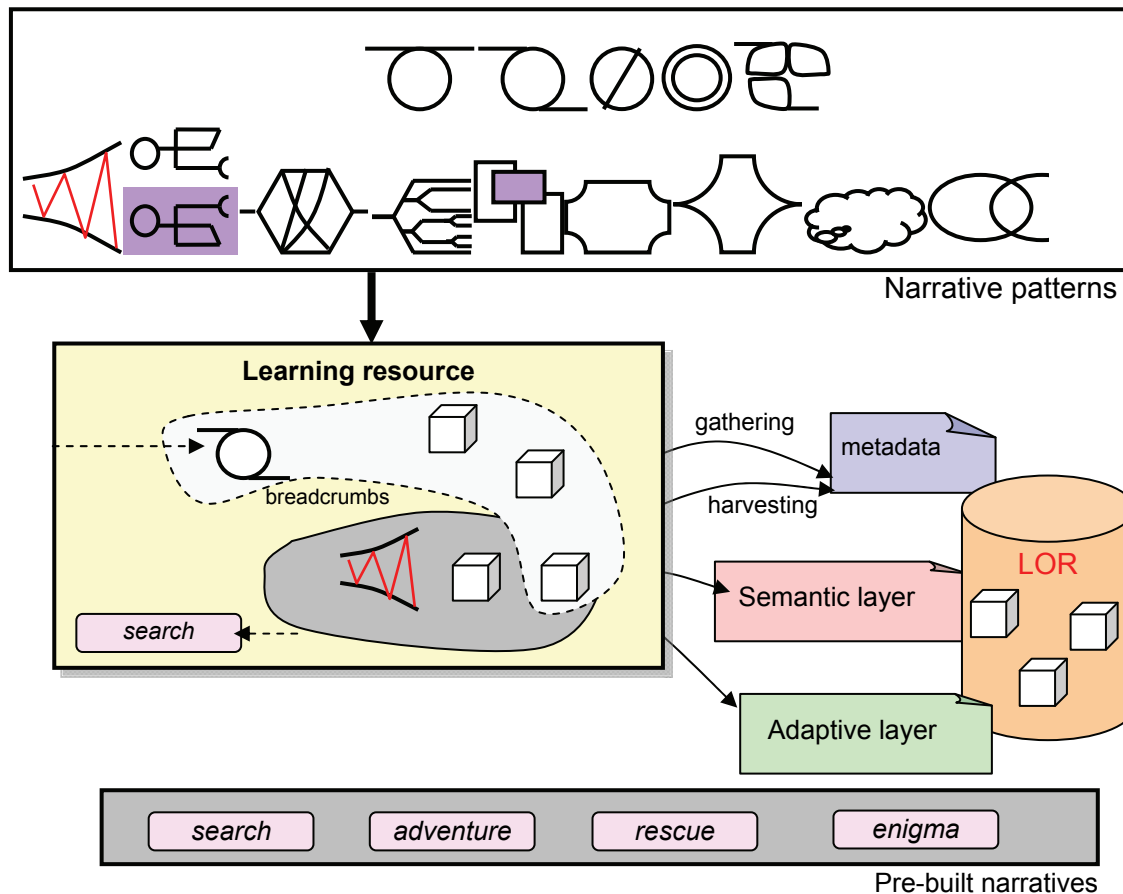 Narrative patterns
Learning resource
gathering
metadata
breadcrumbs
harvesting
LOR
Semantic layer
search
Adaptive layer
search
adventure
rescue
enigma
Pre-built narratives